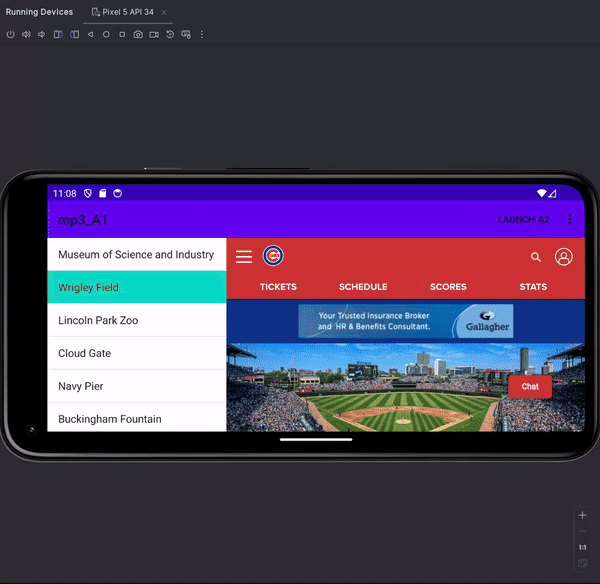 Running Devices
Pixel 5 API 34
11:08
mp3_A1
LAUNCH A2
Museum of Science and Industry
Wrigley Field
Lincoln Park Zoo
Cloud Gate
Navy Pier
Buckingham Fountain
TICKETS SCHEDULE SCORES STATS
Your Trusted Insurance Broker
and HR & Benefits Consultant.
G
Gallagher
Chat
1:1